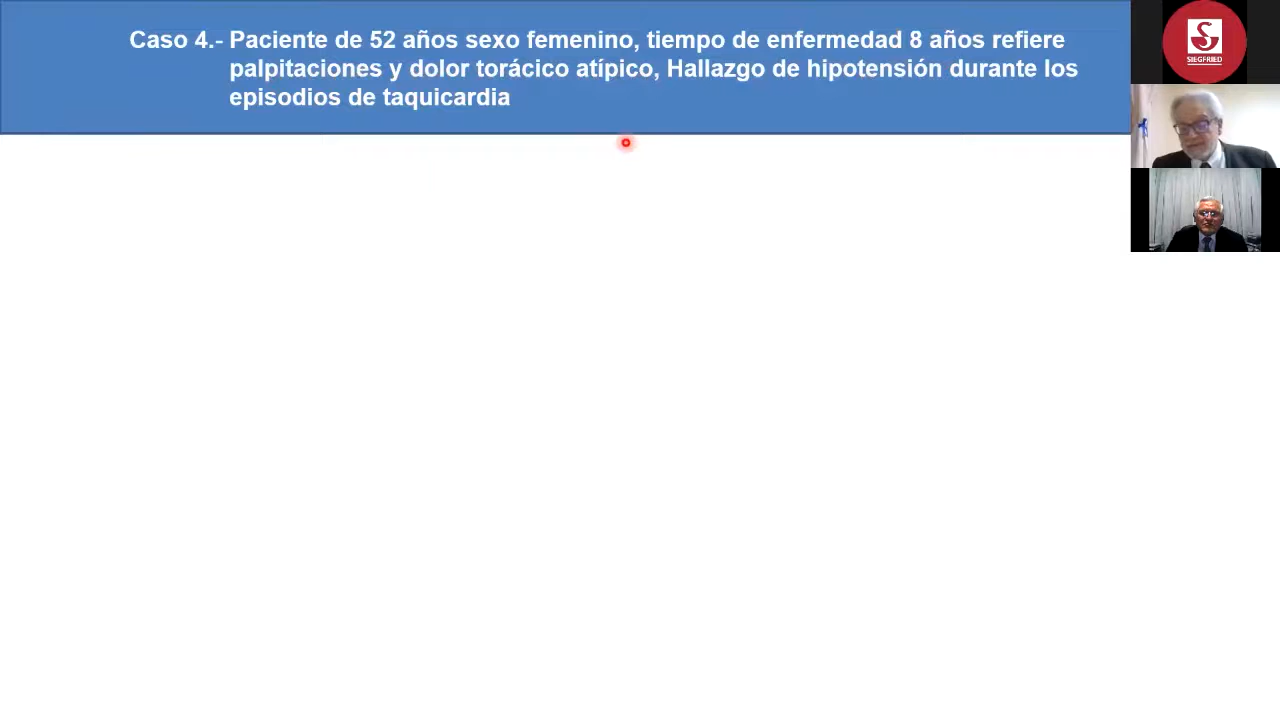 Caso 4.- Paciente de 52 años sexo femenino, tiempo de enfermedad 8 años refiere
palpitaciones y dolor torácico atípico, Hallazgo de hipotensión durante los
episodios de taquicardia
SIEGFRIED